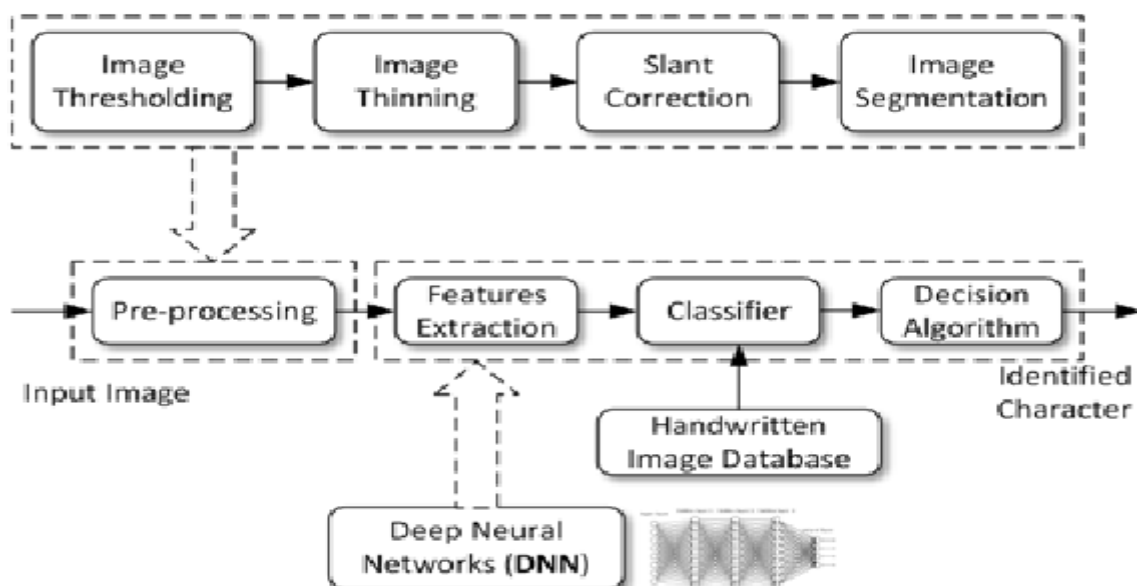 Image
Thresholding
Image
Thinning
Slant
Correction
Image
Segmentation
Pre-processing
Features
Extraction
Classifier
Decision
Algorithm
Input Image
Identified
Character
Handwritten
Image Database
Deep Neural
Networks (DNN)